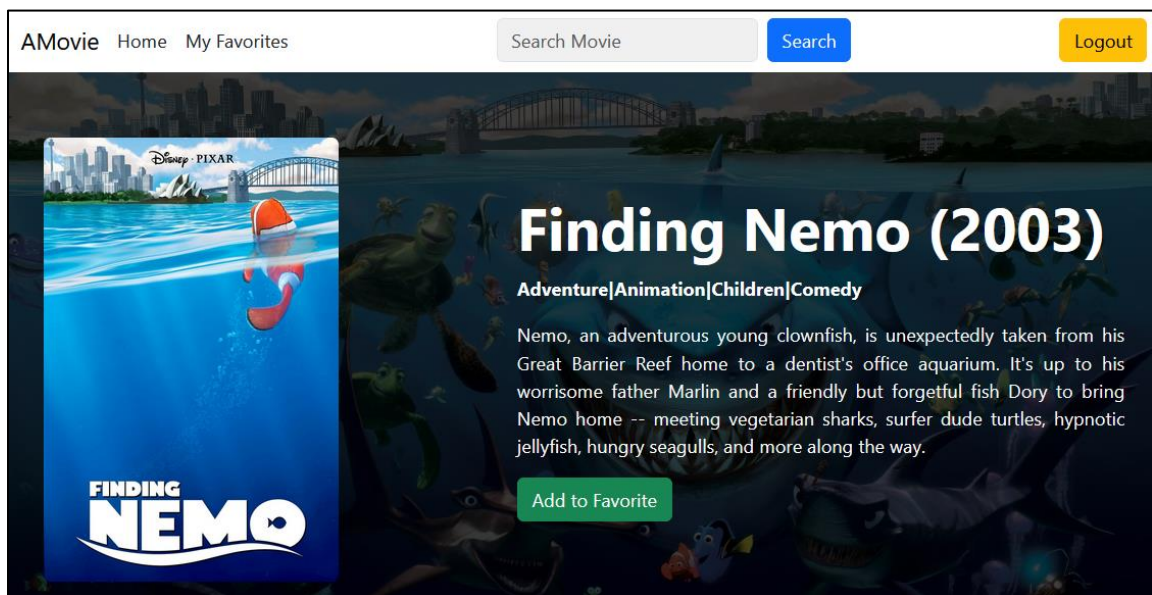 AMovie Home My Favorites Search Movie Search Logout
Disney · PIXAR
FINDING
NEMO
Finding Nemo (2003)
Adventure|Animation|Children|Comedy
Nemo, an adventurous young clownfish, is unexpectedly taken from his
Great Barrier Reef home to a dentist's office aquarium. It's up to his
worrisome father Marlin and a friendly but forgetful fish Dory to bring
Nemo home -- meeting vegetarian sharks, surfer dude turtles, hypnotic
jellyfish, hungry seagulls, and more along the way.
Add to Favorite